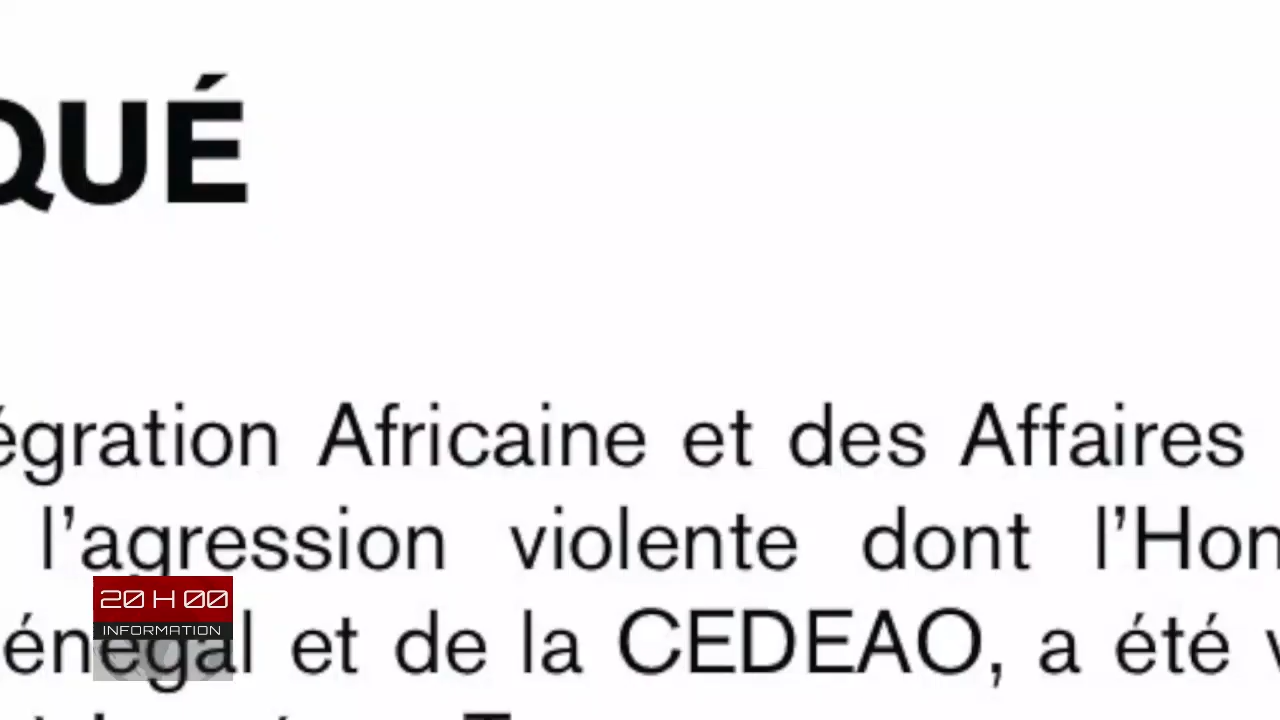 QUÉ
égration Africaine et des Affaires
l’agression violente dont l’Hon
énégal et de la CEDEAO, a été v
20 H 00
INFORMATION